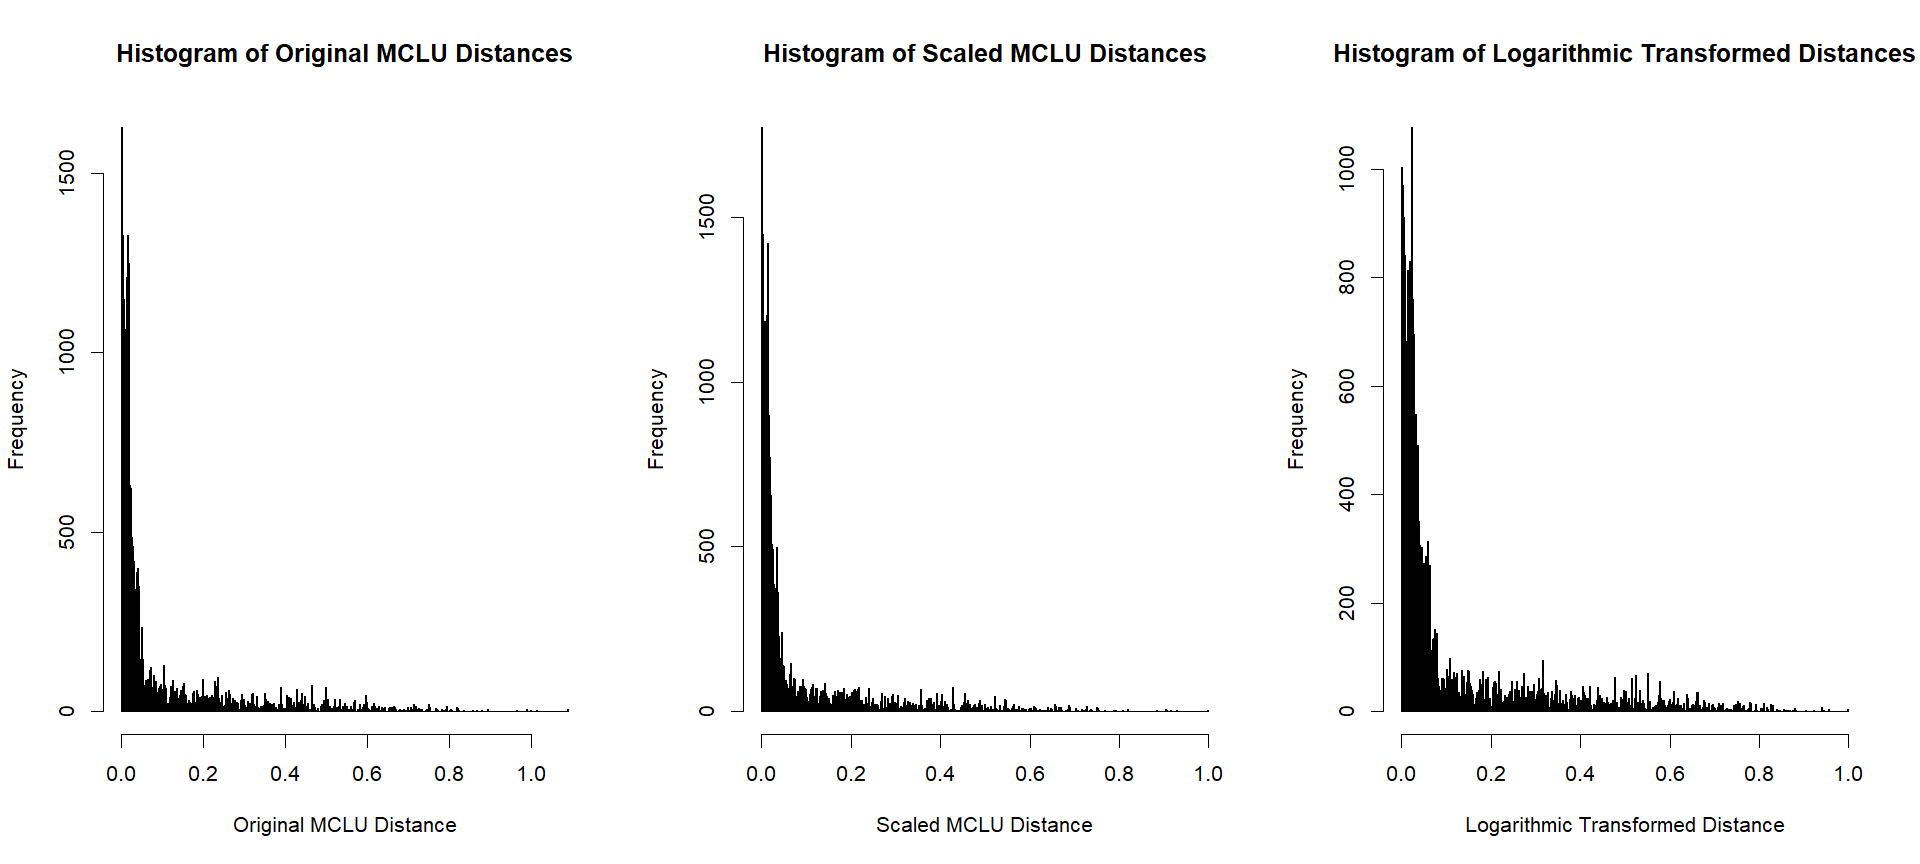 Histogram of Original MCLU Distances
Frequency
1500
1000
500
0
0.0 0.2 0.4 0.6 0.8 1.0
Original MCLU Distance
Histogram of Scaled MCLU Distances
Frequency
1500
1000
500
0
0.0 0.2 0.4 0.6 0.8 1.0
Scaled MCLU Distance
Histogram of Logarithmic Transformed Distances
Frequency
1000
800
600
400
200
0
0.0 0.2 0.4 0.6 0.8 1.0
Logarithmic Transformed Distance